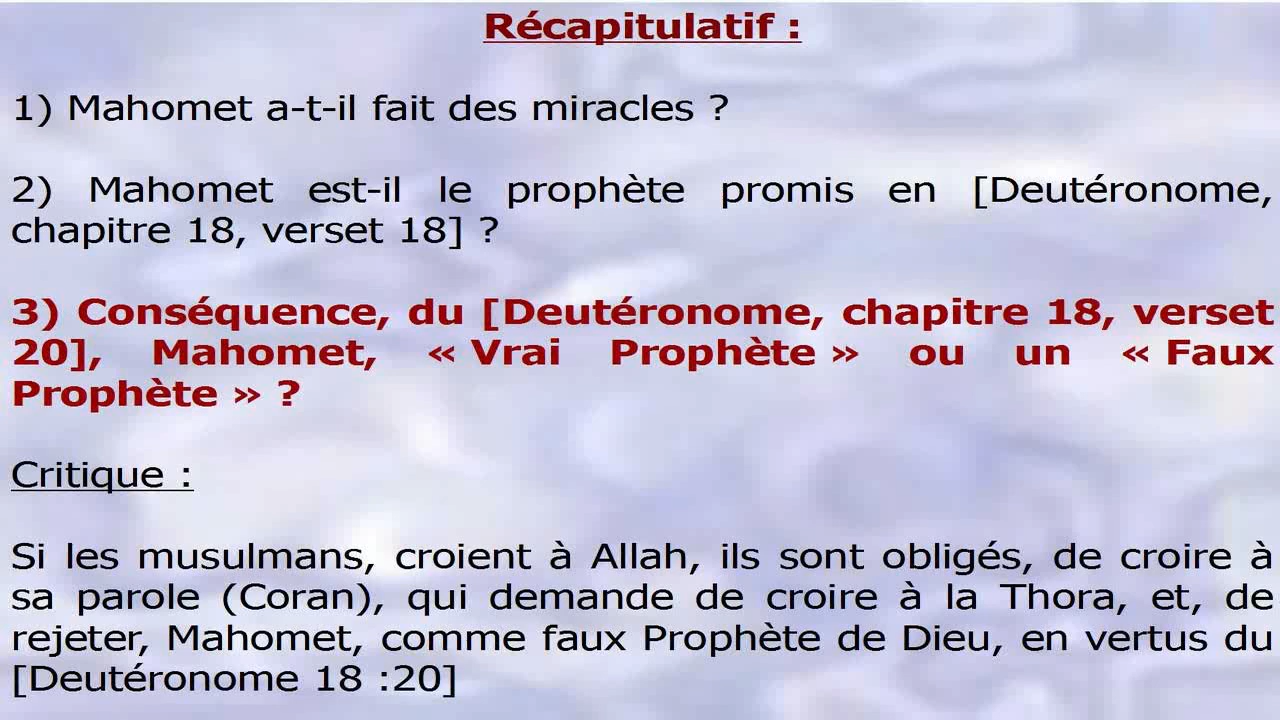 Récapitulatif :
1) Mahomet a-t-il fait des miracles ?
2) Mahomet est-il le prophète promis en [Deutéronome,
chapitre 18, verset 18] ?
3) Conséquence, du [Deutéronome, chapitre 18, verset
20], Mahomet, « Vrai Prophète » ou un « Faux
Prophète » ?
Critique :
Si les musulmans, croient à Allah, ils sont obligés, de croire à
sa parole (Coran), qui demande de croire à la Thora, et, de
rejeter, Mahomet, comme faux Prophète de Dieu, en vertus du
[Deutéronome 18 :20]